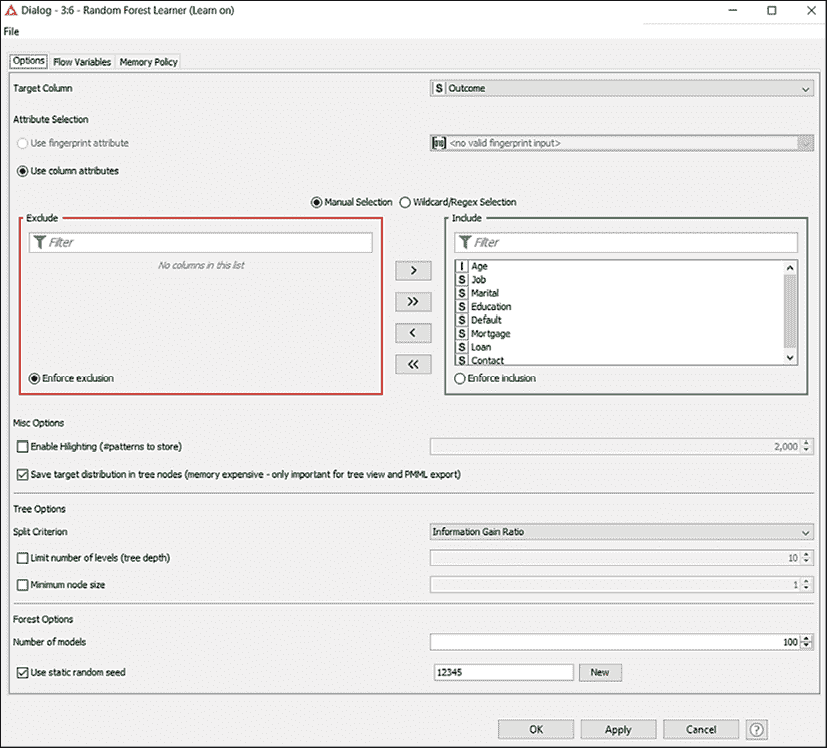 Dialog - 3:6 - Random Forest Learner (Learn on)
File
Options Flow Variables Memory Policy
Target Column S Outcome
Attribute Selection
Use fingerprint attribute [010] <no valid fingerprint input>
Use column attributes
Manual Selection Wildcard/Regex Selection
Exclude Include
Filter Filter
No columns in this list
I Age
S Job
S Marital
S Education
S Default
S Mortgage
S Loan
S Contact
> 
>>
<
<<
Enforce exclusion Enforce inclusion
Misc Options
Enable Hilighting (#patterns to store) 2,000
Save target distribution in tree nodes (memory expensive - only important for tree view and PMML export)
Tree Options
Split Criterion Information Gain Ratio
Limit number of levels (tree depth) 10
Minimum node size 1
Forest Options
Number of models 100
Use static random seed 12345 New
OK Apply Cancel ?